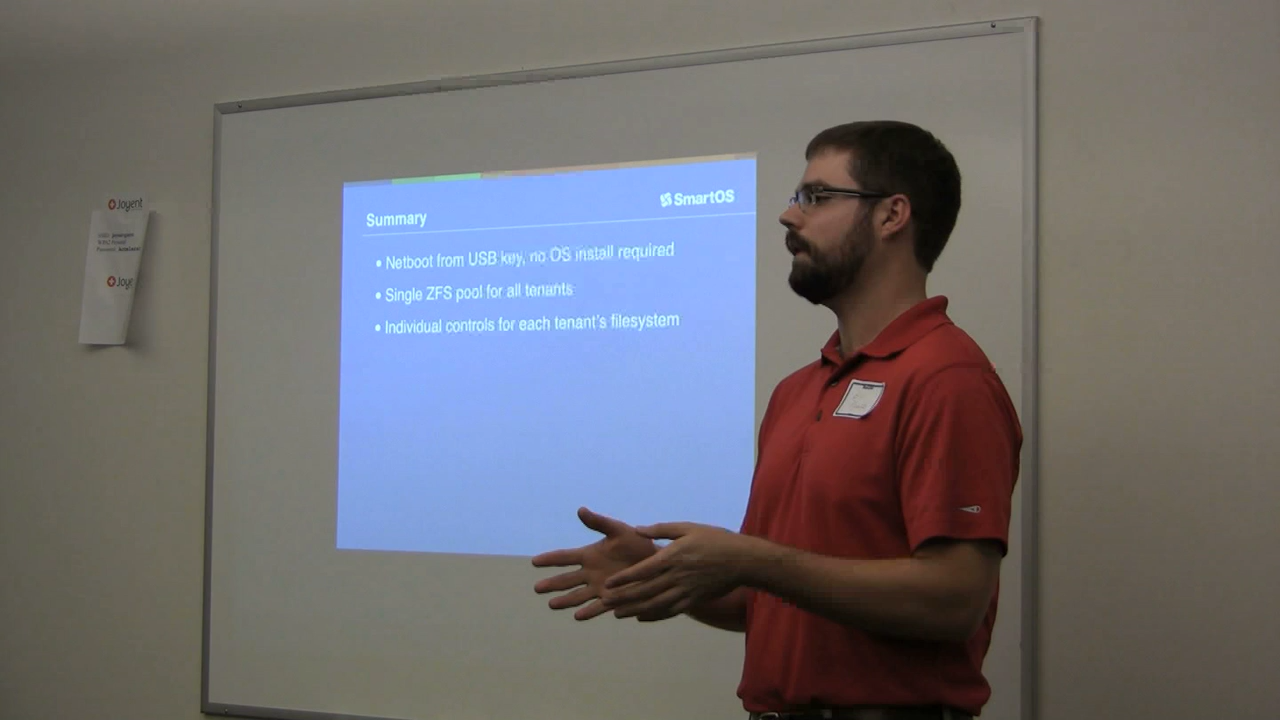 Joyent
Joye
SmartOS
Summary
• Netboot from USB key, no OS install required
• Single ZFS pool for all tenants
• Individual controls for each tenant's filesystem